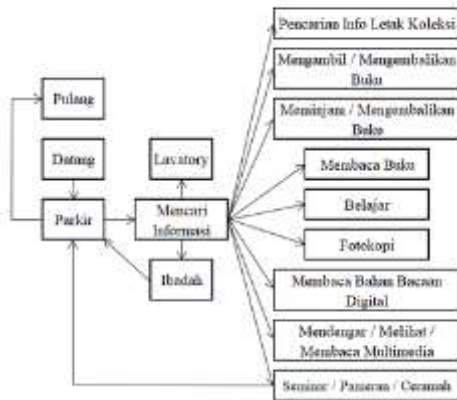 Pencarian Info Letak Koleksi
Mengambil / Mengembalikan
Buku
Meminjam / Mengembalikan
Buku
Pulang
Datang
Lavatory
Membaca Buku
Parkir
Mencari
Informasi
Belajar
Fotokopi
Ibadah
Membaca Bahan Bacaan
Digital
Mendengar / Melihat /
Membaca Multimedia
Seminar / Pameran / Ceramah